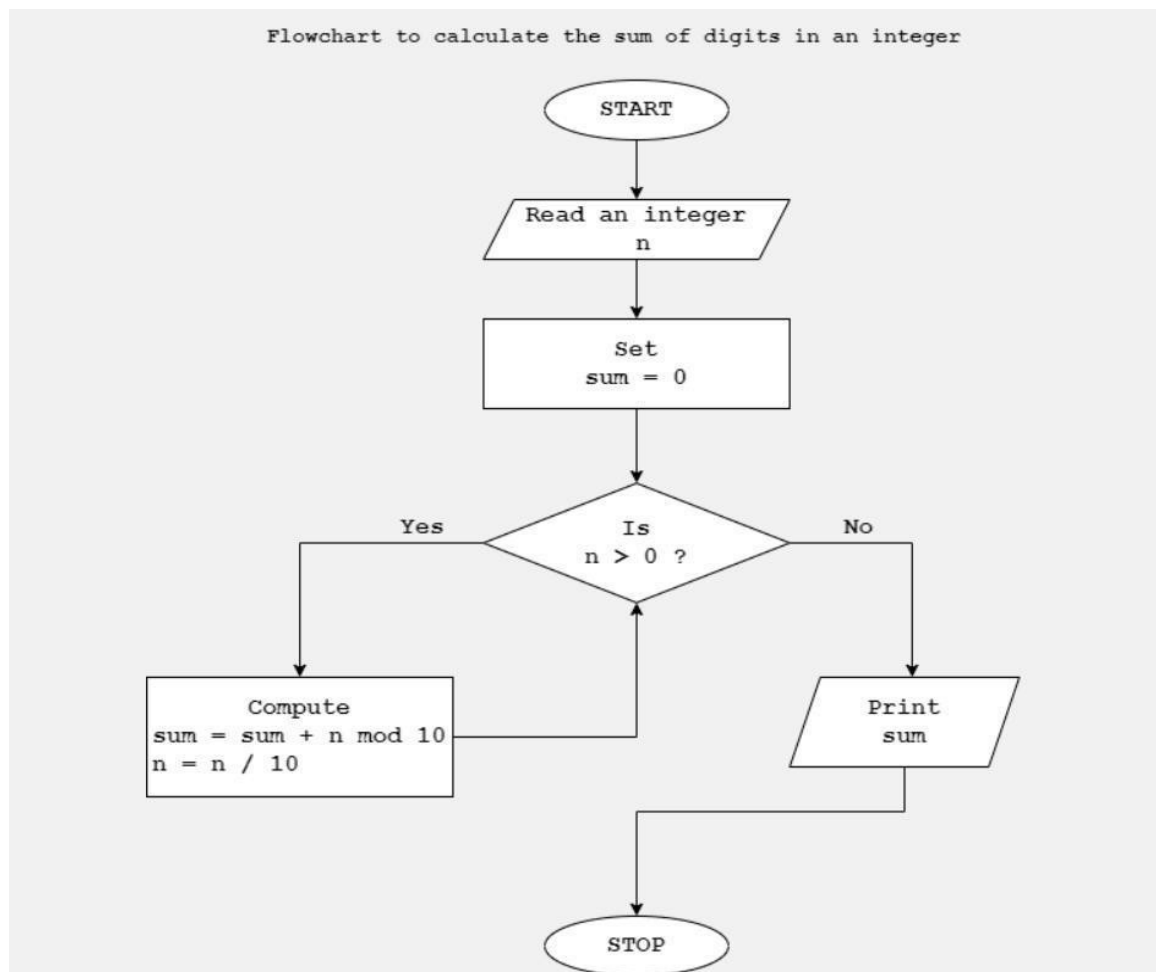 Flowchart to calculate the sum of digits in an integer
START
Read an integer
n
Set
sum = 0
Is
n > 0 ?
Yes
No
Compute
sum = sum + n mod 10
n = n / 10
Print
sum
STOP